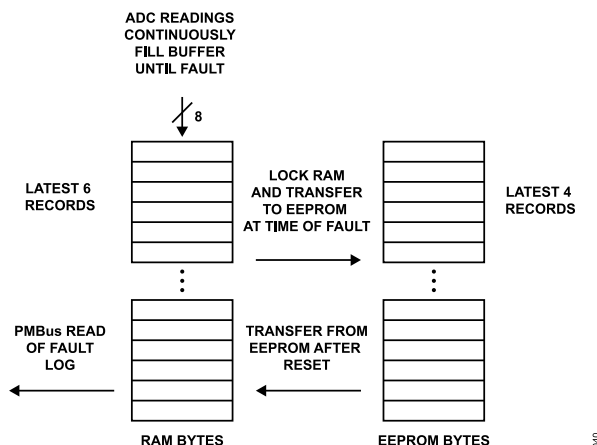 ADC READINGS
CONTINUOUSLY
FILL BUFFER
UNTIL FAULT
8
LATEST 6
RECORDS
LOCK RAM
AND TRANSFER
TO EEPROM
AT TIME OF FAULT
LATEST 4
RECORDS
PMBus READ
OF FAULT
LOG
TRANSFER FROM
EEPROM AFTER
RESET
RAM BYTES
EEPROM BYTES